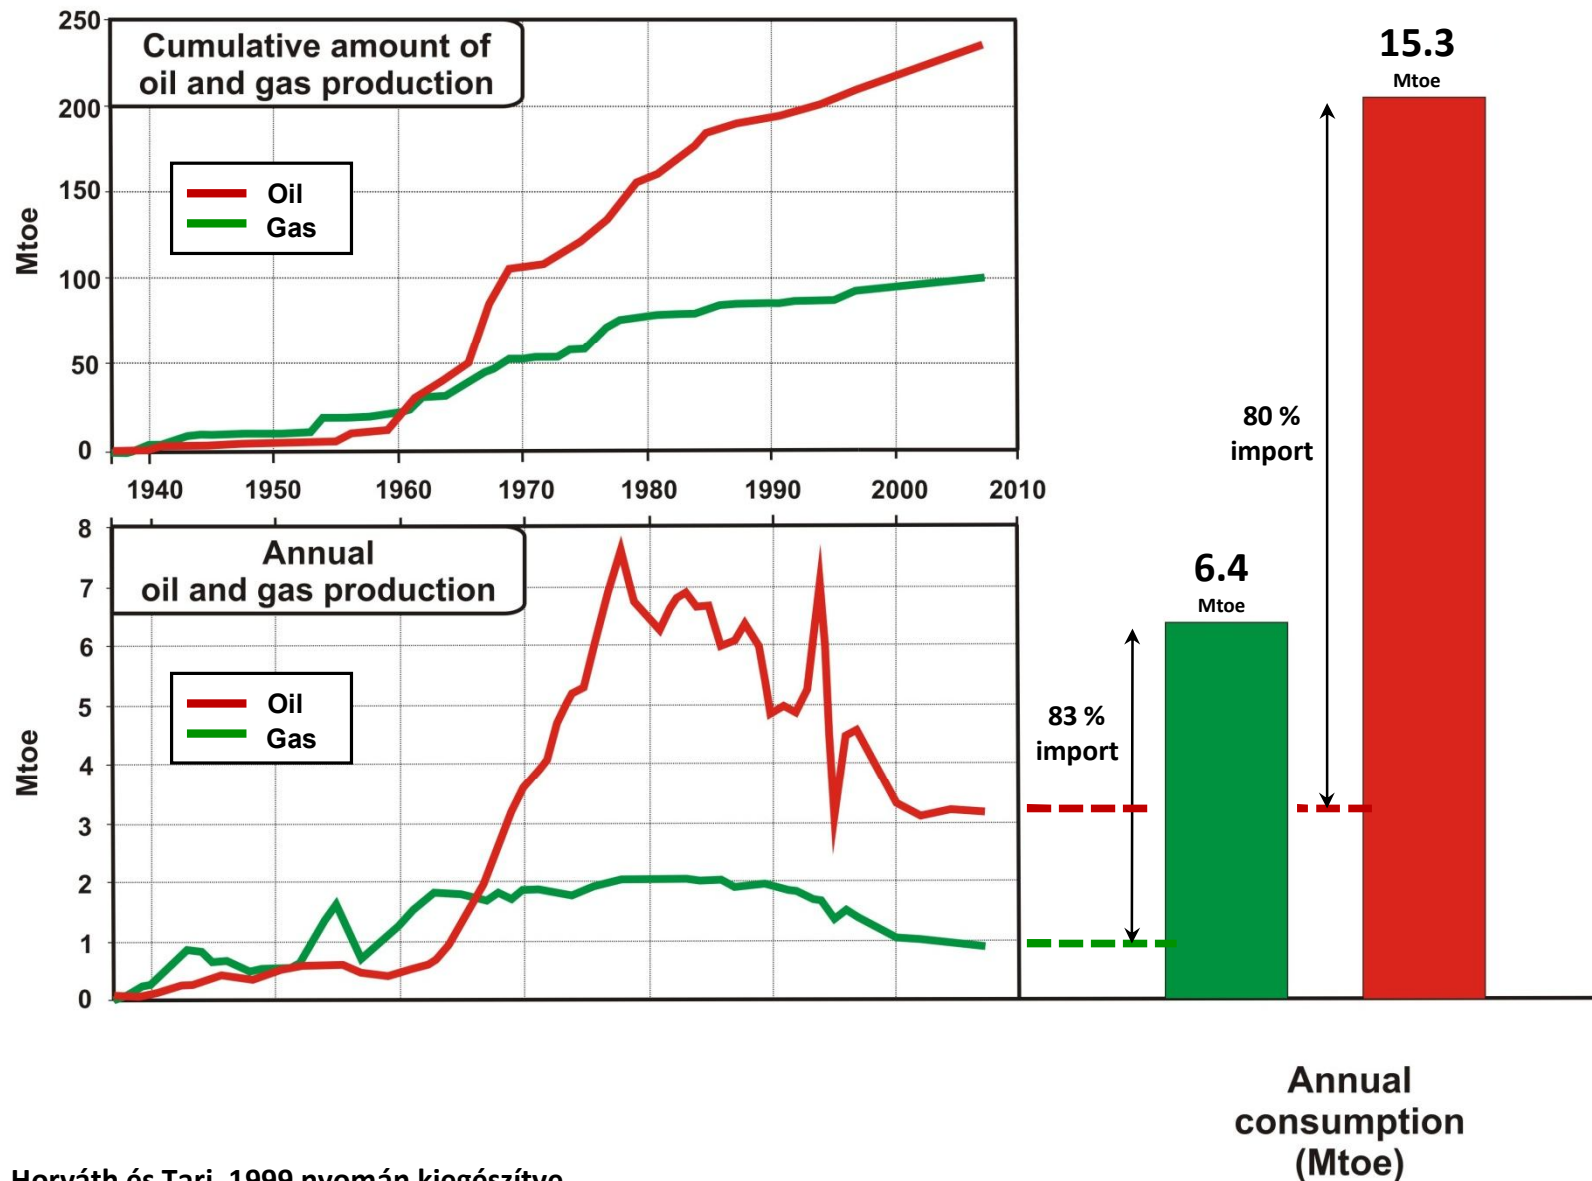 Cumulative amount of
oil and gas production
Oil
Gas
Mtoe
250
200
150
100
50
0
1940 1950 1960 1970 1980 1990 2000 2010
Annual
oil and gas production
Oil
Gas
Mtoe
8
7
6
5
4
3
2
1
0
15.3
Mtoe
80 %
import
6.4
Mtoe
83 %
import
Annual
consumption
(Mtoe)
Horváth és Tari, 1999 nyomán kiegészítve